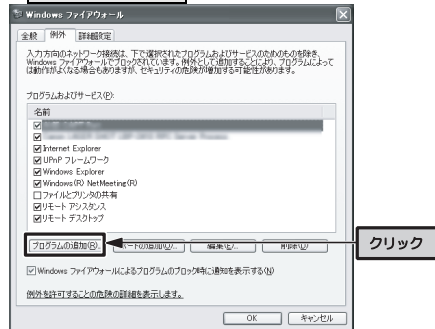 Windows ファイアウォール
全般 例外 詳細設定
入力方向のネットワーク接続は、下で選択されたプログラムおよびサービスのためのものを除き、
Windows ファイアウォールでブロックされています。例外として追加することにより、プログラムによって
は動作がよくなる場合もありますが、セキュリティの危険が増加する可能性があります。
プログラムおよびサービス(P):
名前
Internet Explorer
UPnP フレームワーク
Windows Explorer
Windows(R) NetMeeting(R)
ファイルとプリンタの共有
リモート アシスタンス
リモート デスクトップ
プログラムの追加(R)... ートの追加(O)... 編集(E)... 削除(D)
クリック
Windows ファイアウォールによるプログラムのブロック時に通知を表示する(N)
例外を許可することの危険の詳細を表示します。
OK キャンセル